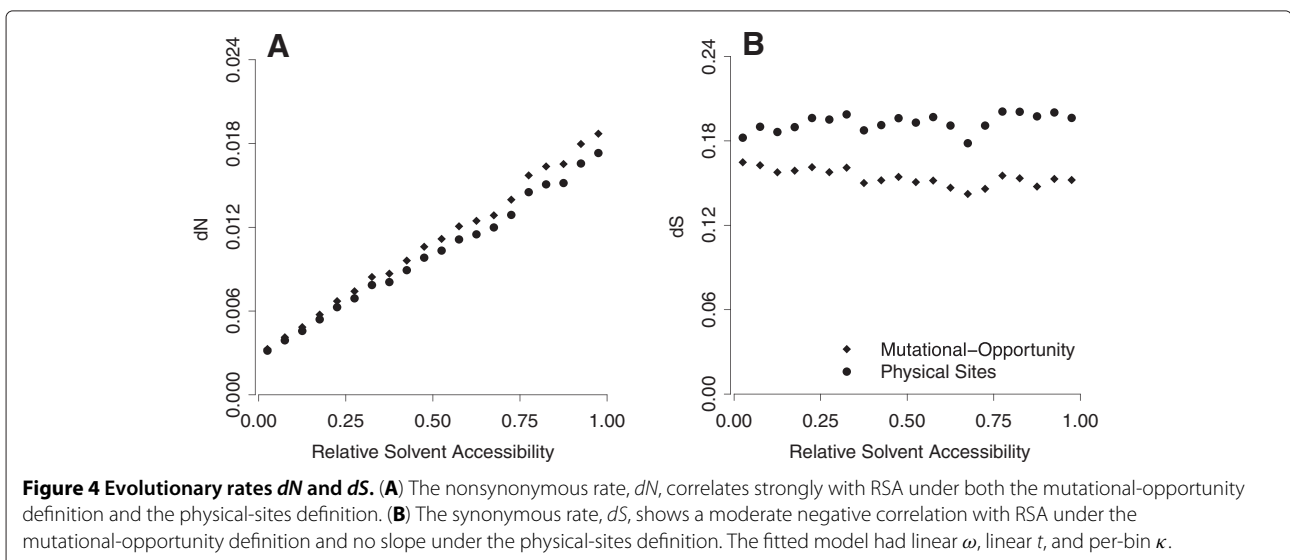 A
0.024
0.018
0.012
0.006
0.000
dN
0.00 0.25 0.50 0.75 1.00
Relative Solvent Accessibility
B
0.24
0.18
0.12
0.06
0.00
dS
Mutational−Opportunity
Physical Sites
0.00 0.25 0.50 0.75 1.00
Relative Solvent Accessibility
Figure 4 Evolutionary rates dN and dS. (A) The nonsynonymous rate, dN, correlates strongly with RSA under both the mutational-opportunity
definition and the physical-sites definition. (B) The synonymous rate, dS, shows a moderate negative correlation with RSA under the
mutational-opportunity definition and no slope under the physical-sites definition. The fitted model had linear ω, linear t, and per-bin κ.